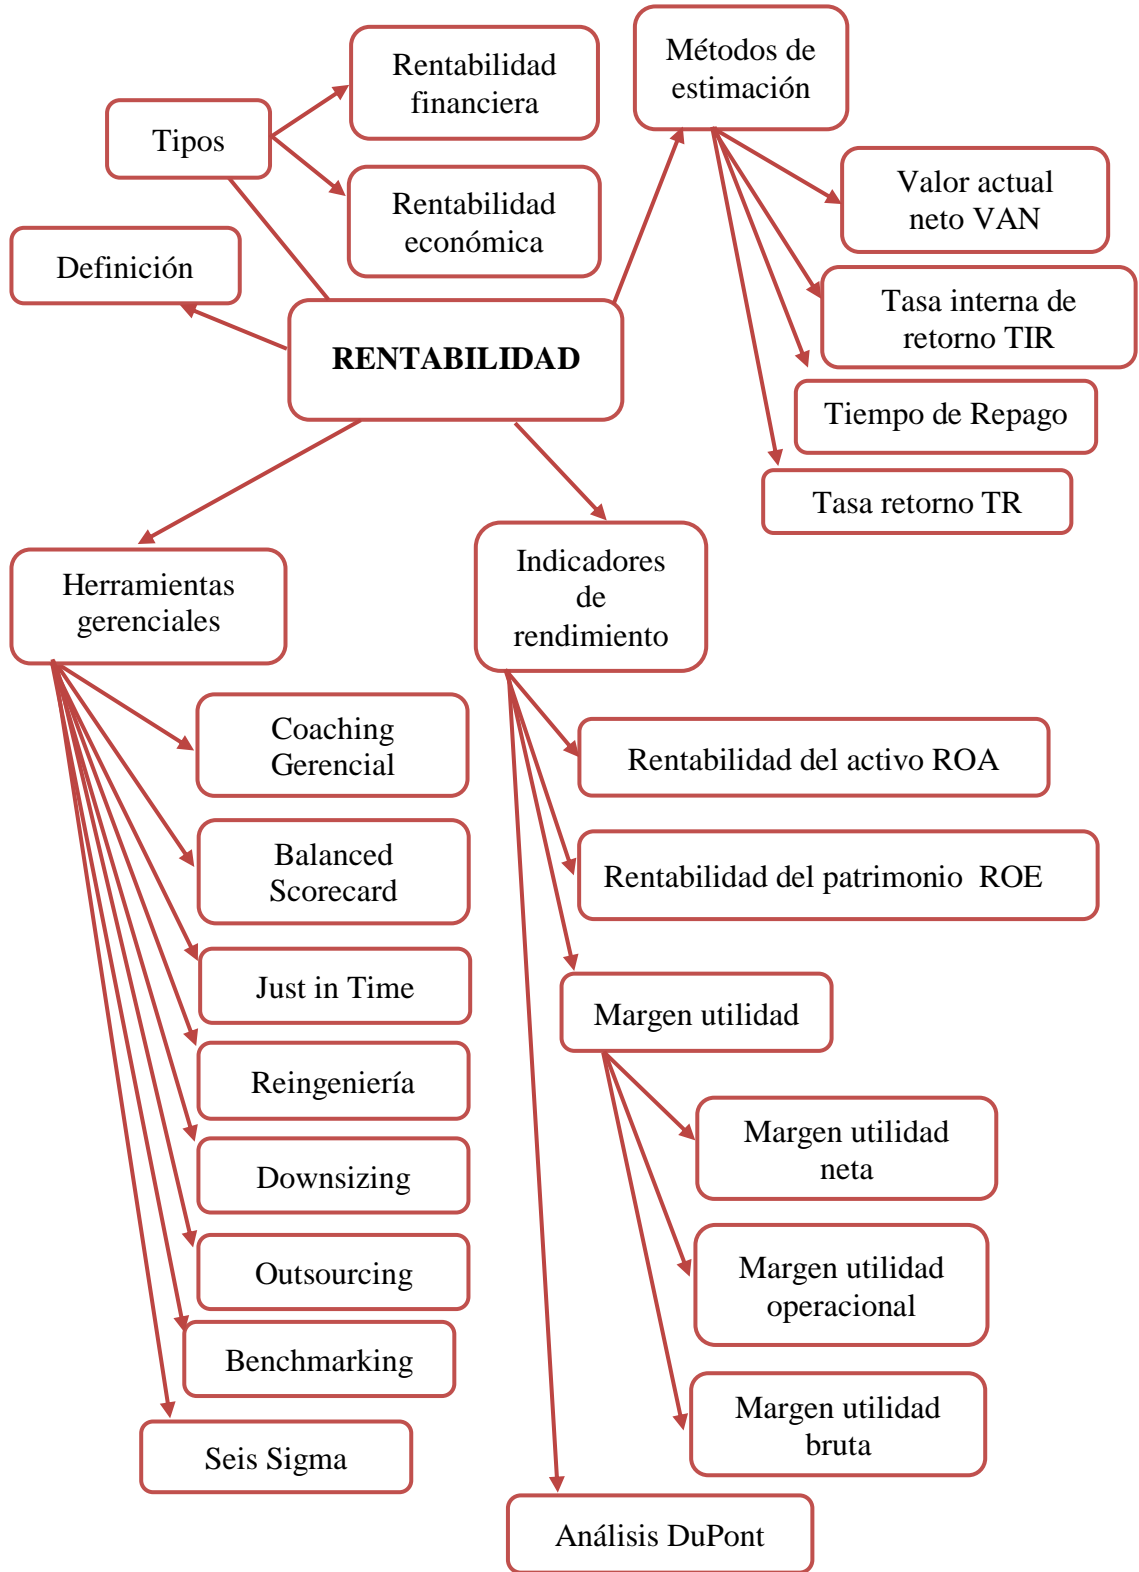 Rentabilidad
financiera
Métodos de
estimación
Tipos
Valor actual
neto VAN
Rentabilidad
económica
Definición
Tasa interna de
retorno TIR
RENTABILIDAD
Tiempo de Repago
Tasa retorno TR
Herramientas
gerenciales
Indicadores
de
rendimiento
Coaching
Gerencial
Rentabilidad del activo ROA
Balanced
Scorecard
Rentabilidad del patrimonio  ROE
Just in Time
Margen utilidad
Reingeniería
Margen utilidad
neta
Downsizing
Outsourcing
Margen utilidad
operacional
Benchmarking
Margen utilidad
bruta
Seis Sigma
Análisis DuPont